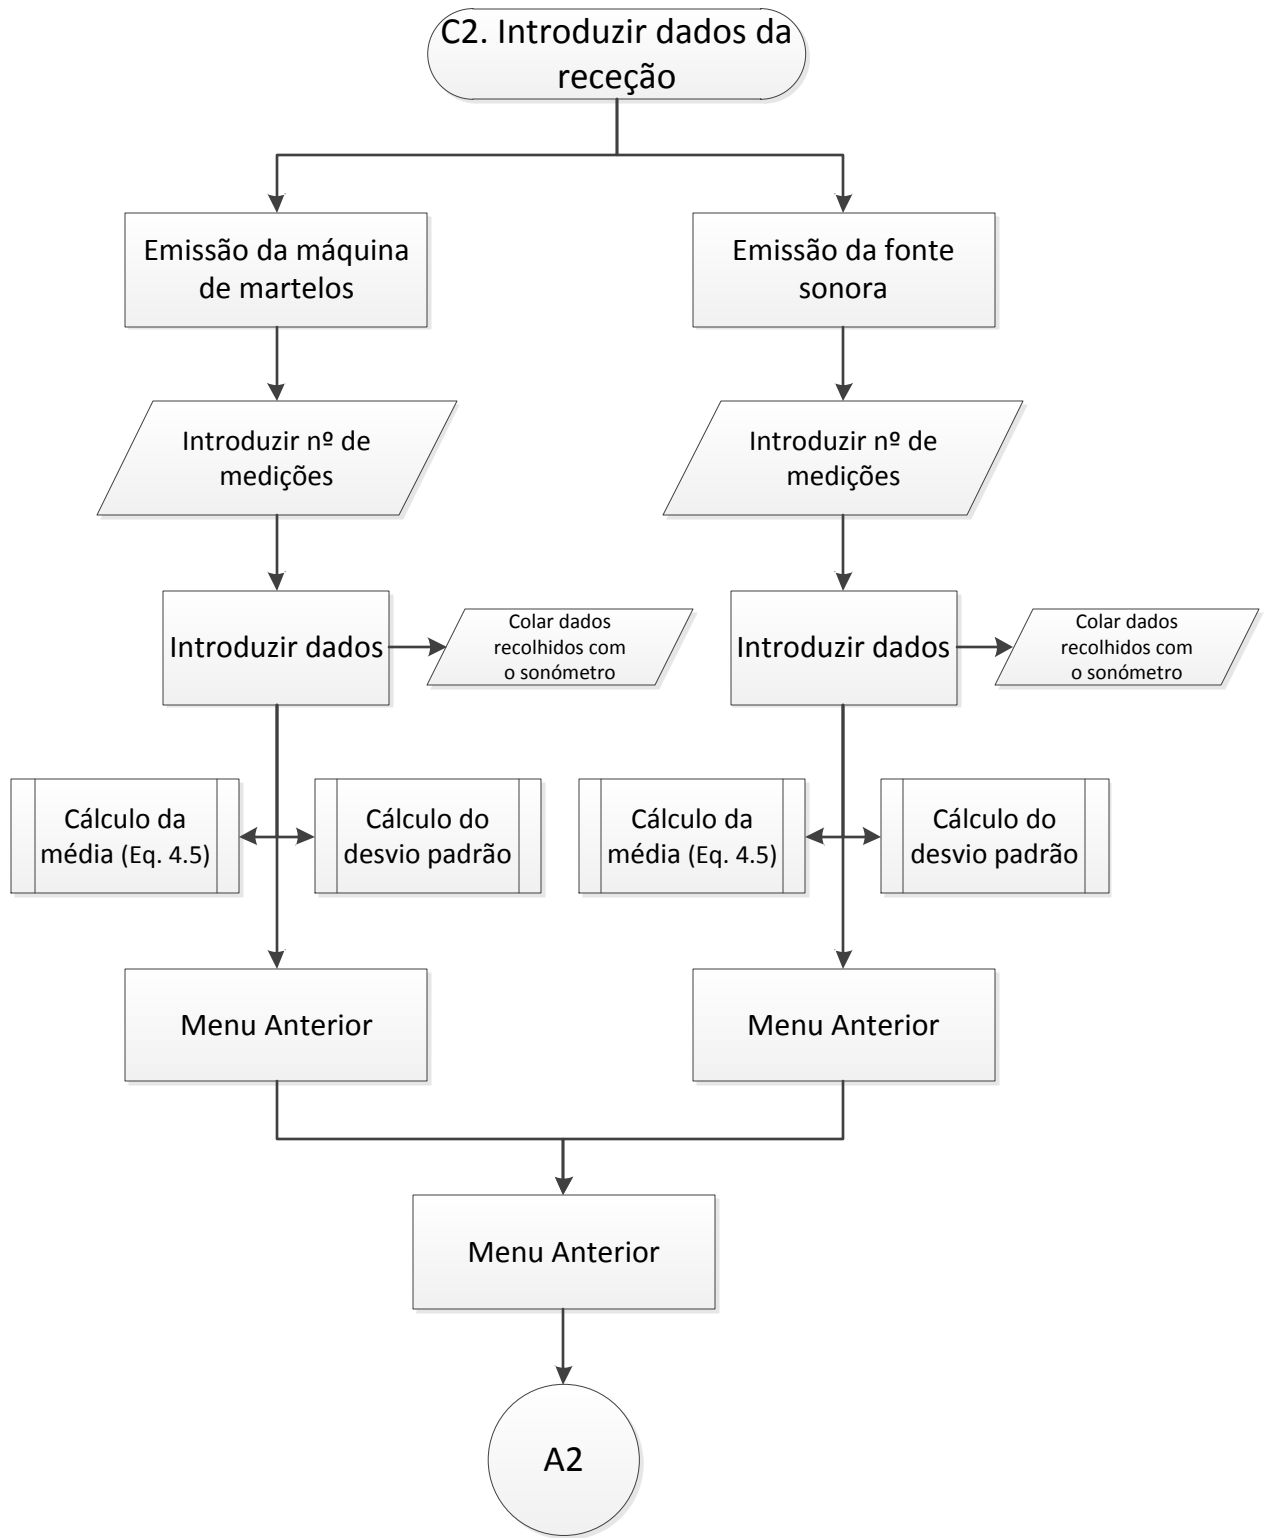 C2. Introduzir dados da
receção
Emissão da máquina
de martelos
Emissão da fonte
sonora
Introduzir nº de
medições
Introduzir nº de
medições
Introduzir dados
Colar dados
recolhidos com
o sonómetro
Introduzir dados
Colar dados
recolhidos com
o sonómetro
Cálculo da
média (Eq. 4.5)
Cálculo do
desvio padrão
Cálculo da
média (Eq. 4.5)
Cálculo do
desvio padrão
Menu Anterior
Menu Anterior
Menu Anterior
A2